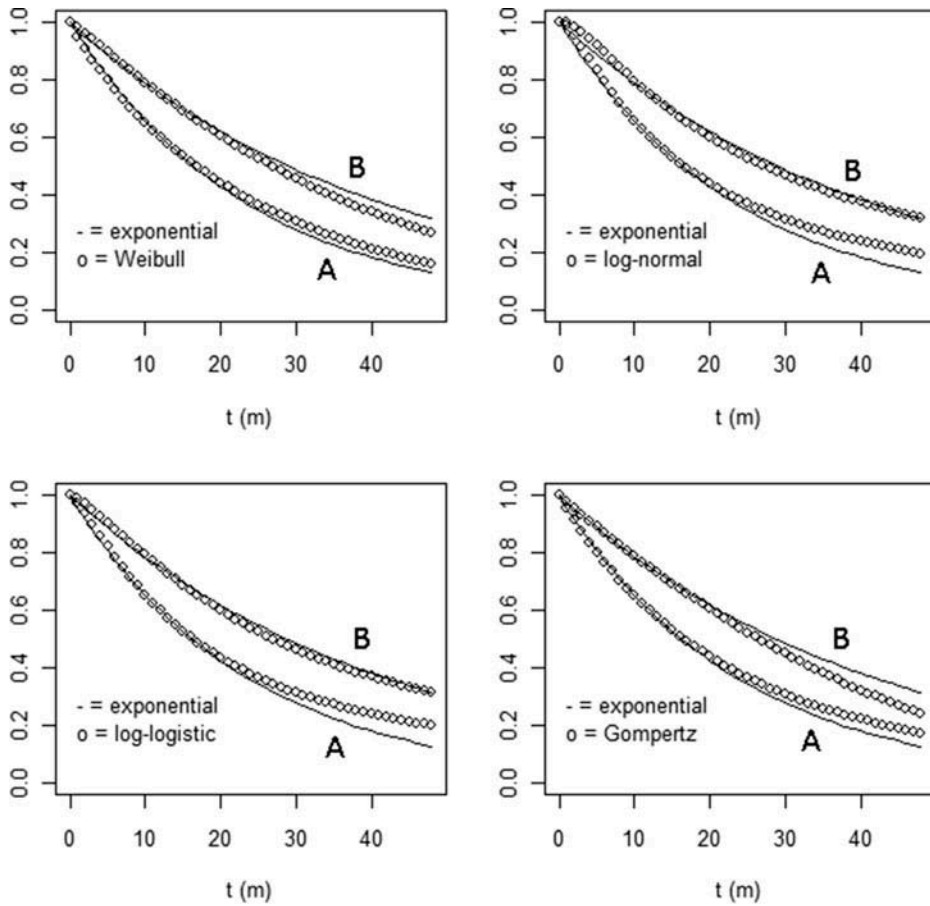 0.0 0.2 0.4 0.6 0.8 1.0
B
- = exponential
o = Weibull
A
0 10 20 30 40
t (m)
0.0 0.2 0.4 0.6 0.8 1.0
B
- = exponential
o = log-normal
A
0 10 20 30 40
t (m)
0.0 0.2 0.4 0.6 0.8 1.0
B
- = exponential
o = log-logistic
A
0 10 20 30 40
t (m)
0.0 0.2 0.4 0.6 0.8 1.0
B
- = exponential
o = Gompertz
A
0 10 20 30 40
t (m)